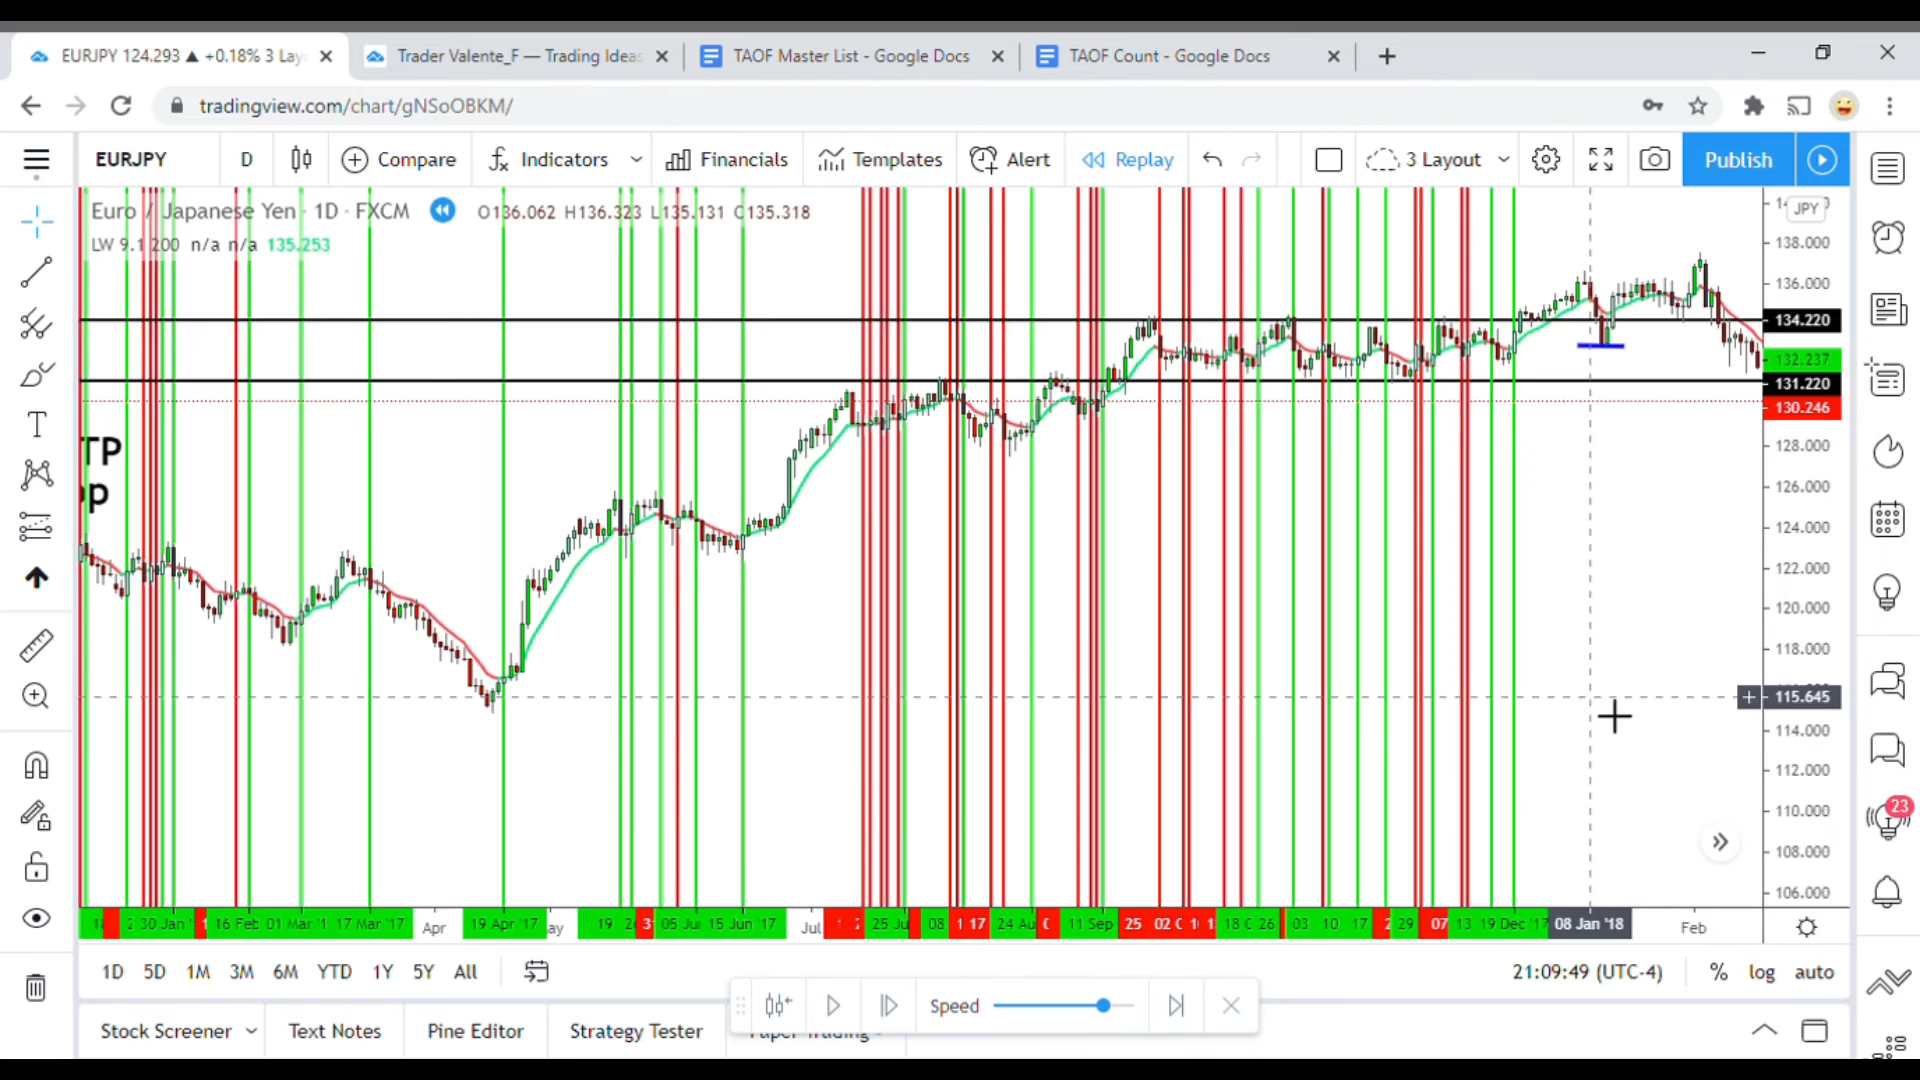 EURJPY 124.293 ▲ +0.18% 3 Lay
Trader Valente_F — Trading Ideas
TAOF Master List - Google Docs
TAOF Count - Google Docs
tradingview.com/chart/gNSoOBKM/
EURJPY D Compare Indicators Financials Templates Alert Replay 3 Layout Publish
Euro / Japanese Yen · 1D · FXCM O136.062 H136.323 L135.131 C135.318
LW 9.1 200 n/a n/a 135.253
JPY
138.000
136.000
134.220
132.237
131.220
130.246
128.000
126.000
124.000
122.000
120.000
118.000
115.645
114.000
112.000
110.000
108.000
106.000
TP
p
23
30 Jan 16 Feb 01 Mar '1 17 Mar '17 Apr 19 Apr '17 ay 19 05 Ju 15 Jun '17 Jul 25 Ju 08 1 17 24 Au 11 Sep 25 02 18 26 03 10 17 29 07 13 19 Dec '17 08 Jan '18 Feb
1D 5D 1M 3M 6M YTD 1Y 5Y All
21:09:49 (UTC-4) % log auto
Speed
Stock Screener Text Notes Pine Editor Strategy Tester Paper Trading